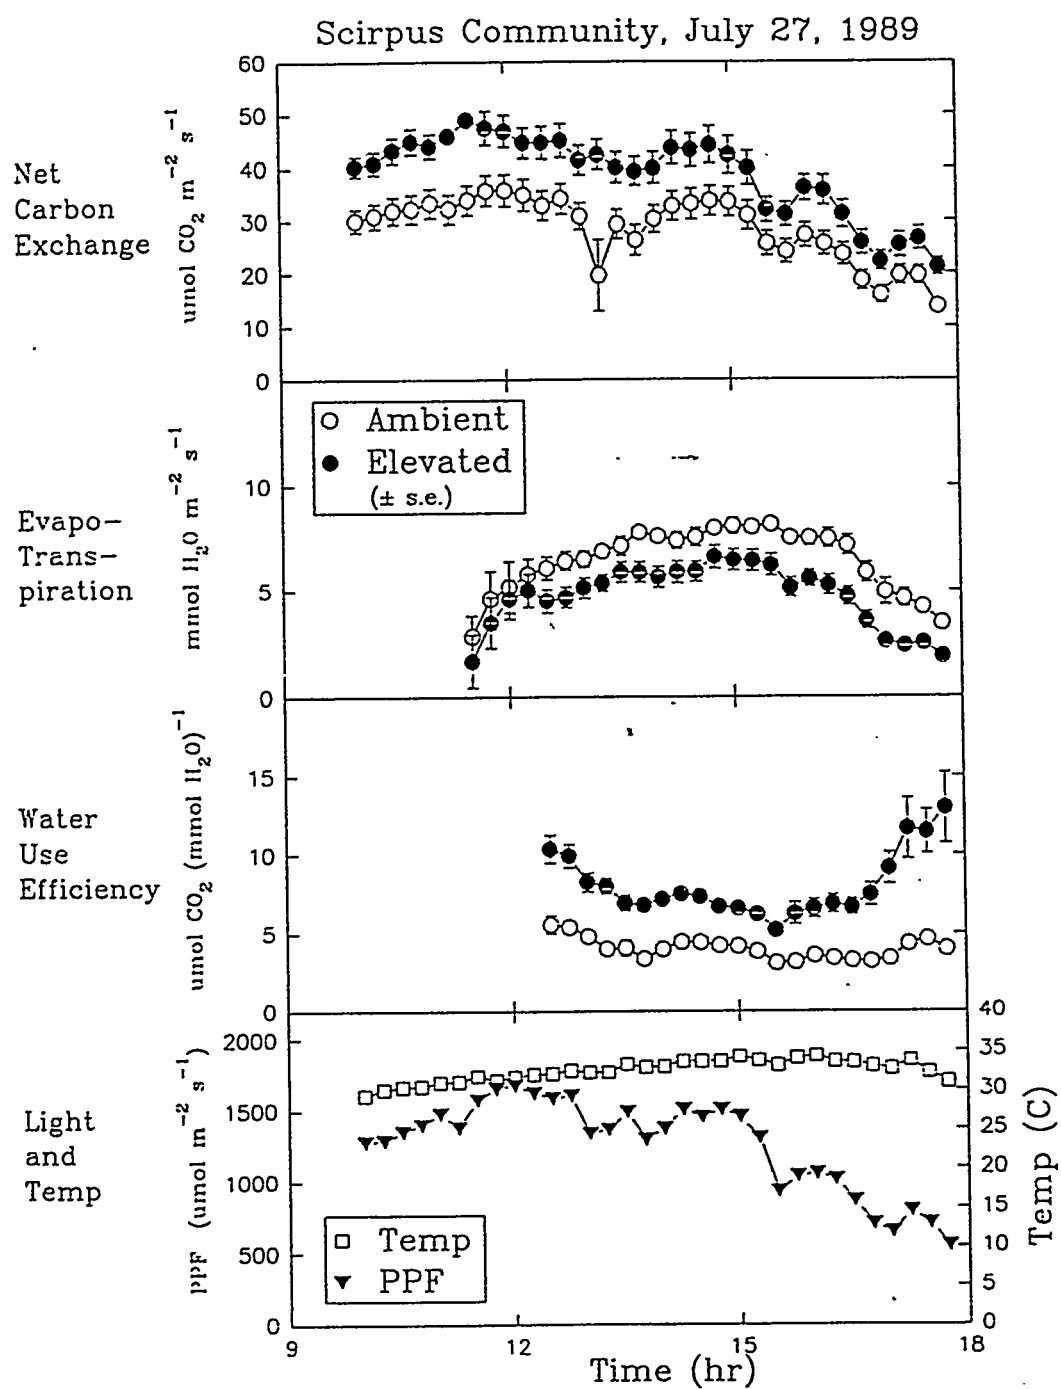 Scirpus Community, July 27, 1989
Net
Carbon
Exchange
umol CO2 m−2 s−1
60
50
40
30
20
10
0
Ambient
Elevated
(± s.e.)
Evapo−
Trans−
piration
mmol H2O m−2 s−1
10
5
0
Water
Use
Efficiency
umol CO2 (mmol H2O)−1
15
10
5
0
Light
and
Temp
PPF (umol m−2 s−1)
2000
1500
1000
500
0
Temp
PPF
40
35
30
25
20
15
10
5
0
Temp (C)
9
12
15
18
Time (hr)